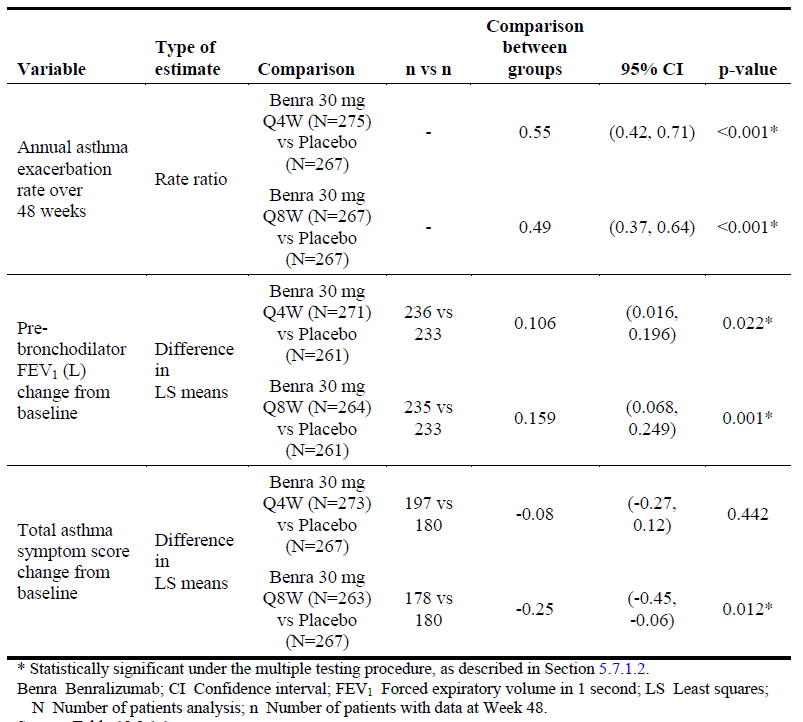 Variable Type of estimate Comparison n vs n Comparison between groups 95% CI p-value
Annual asthma exacerbation rate over 48 weeks
Rate ratio
Benra 30 mg Q4W (N=275) vs Placebo (N=267) - 0.55 (0.42, 0.71) <0.001*
Benra 30 mg Q8W (N=267) vs Placebo (N=267) - 0.49 (0.37, 0.64) <0.001*
Pre-bronchodilator FEV1 (L) change from baseline
Difference in LS means
Benra 30 mg Q4W (N=271) vs Placebo (N=261) 236 vs 233 0.106 (0.016, 0.196) 0.022*
Benra 30 mg Q8W (N=264) vs Placebo (N=261) 235 vs 233 0.159 (0.068, 0.249) 0.001*
Total asthma symptom score change from baseline
Difference in LS means
Benra 30 mg Q4W (N=273) vs Placebo (N=267) 197 vs 180 -0.08 (-0.27, 0.12) 0.442
Benra 30 mg Q8W (N=263) vs Placebo (N=267) 178 vs 180 -0.25 (-0.45, -0.06) 0.012*
* Statistically significant under the multiple testing procedure, as described in Section 5.7.1.2.
Benra Benralizumab; CI Confidence interval; FEV1 Forced expiratory volume in 1 second; LS Least squares;
N Number of patients analysis; n Number of patients with data at Week 48.